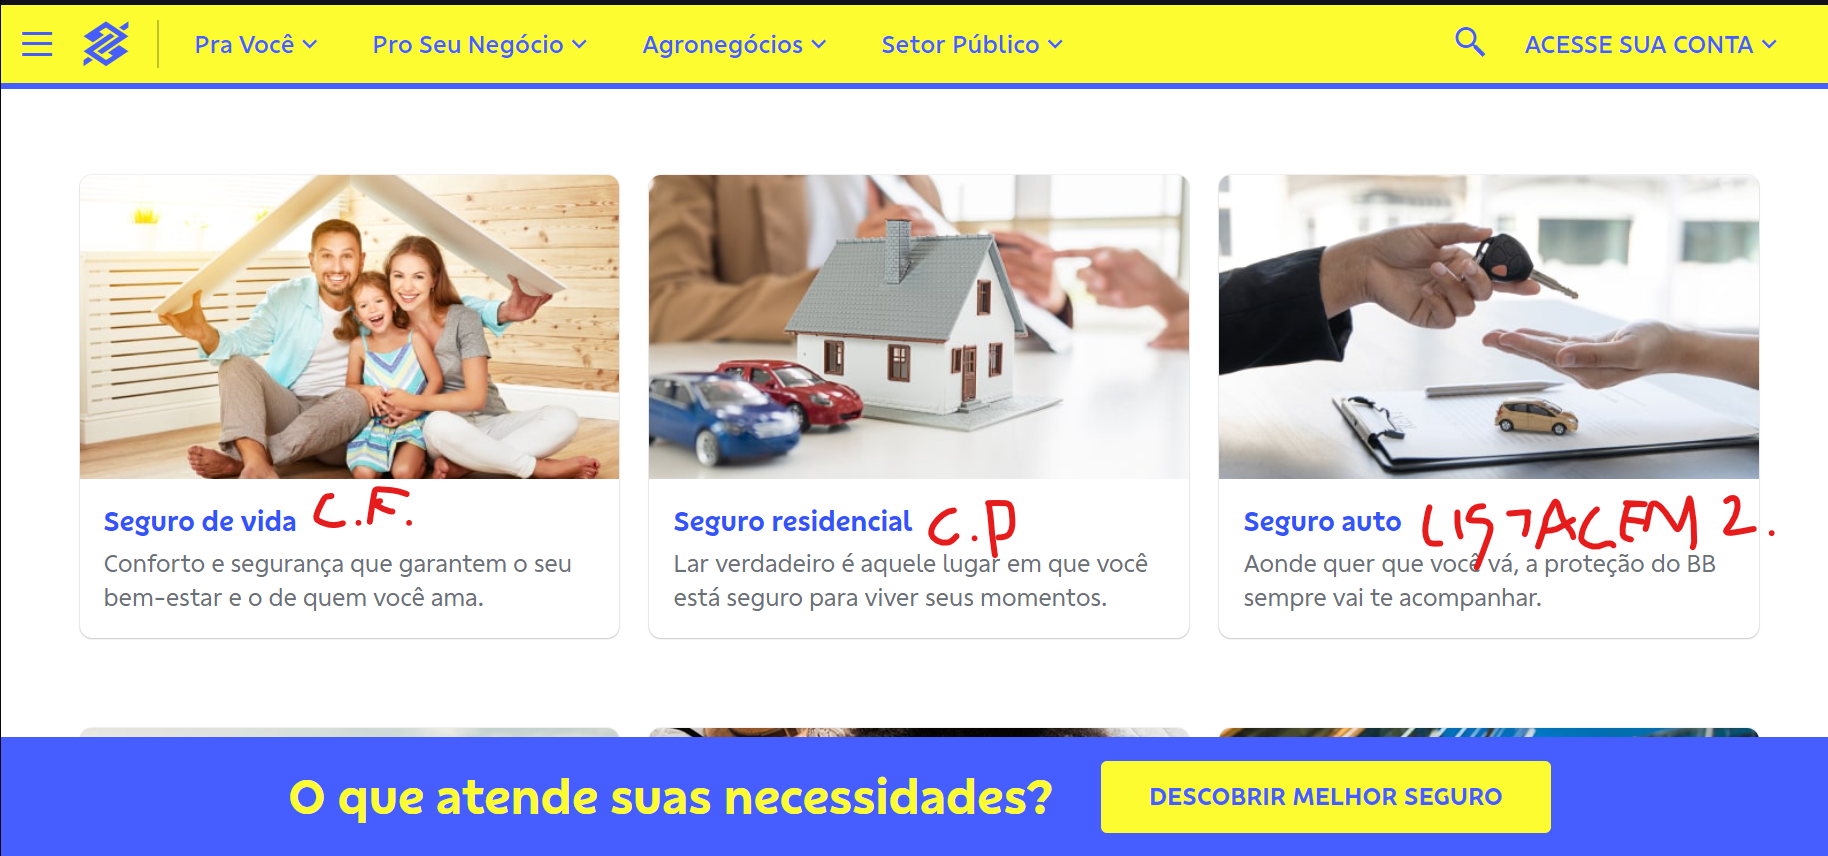 Pra Você Pro Seu Negócio Agronegócios Setor Público ACESSE SUA CONTA
Seguro de vida C.F.
Conforto e segurança que garantem o seu
bem-estar e o de quem você ama.
Seguro residencial C.P
Lar verdadeiro é aquele lugar em que você
está seguro para viver seus momentos.
Seguro auto LISTAGEM 2.
Aonde quer que você vá, a proteção do BB
sempre vai te acompanhar.
O que atende suas necessidades? DESCOBRIR MELHOR SEGURO